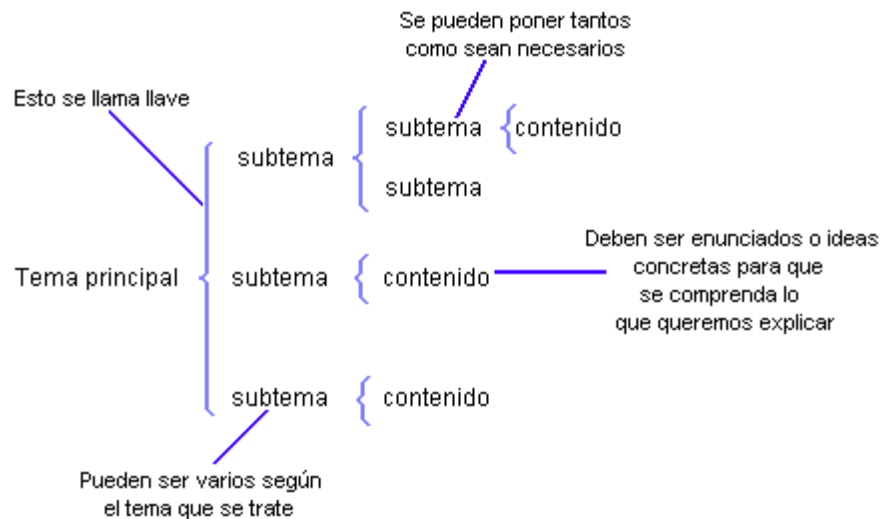 Se pueden poner tantos
como sean necesarios
Esto se llama llave
subtema
contenido
subtema
subtema
Deben ser enunciados o ideas
concretas para que
se comprenda lo
que queremos explicar
Tema principal
subtema
contenido
subtema
contenido
Pueden ser varios según
el tema que se trate